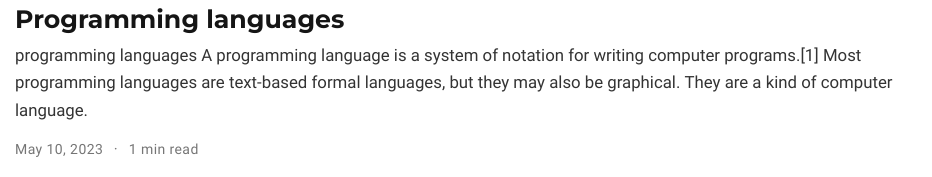 Programming languages
programming languages A programming language is a system of notation for writing computer programs.[1] Most
programming languages are text-based formal languages, but they may also be graphical. They are a kind of computer
language.
May 10, 2023 · 1 min read